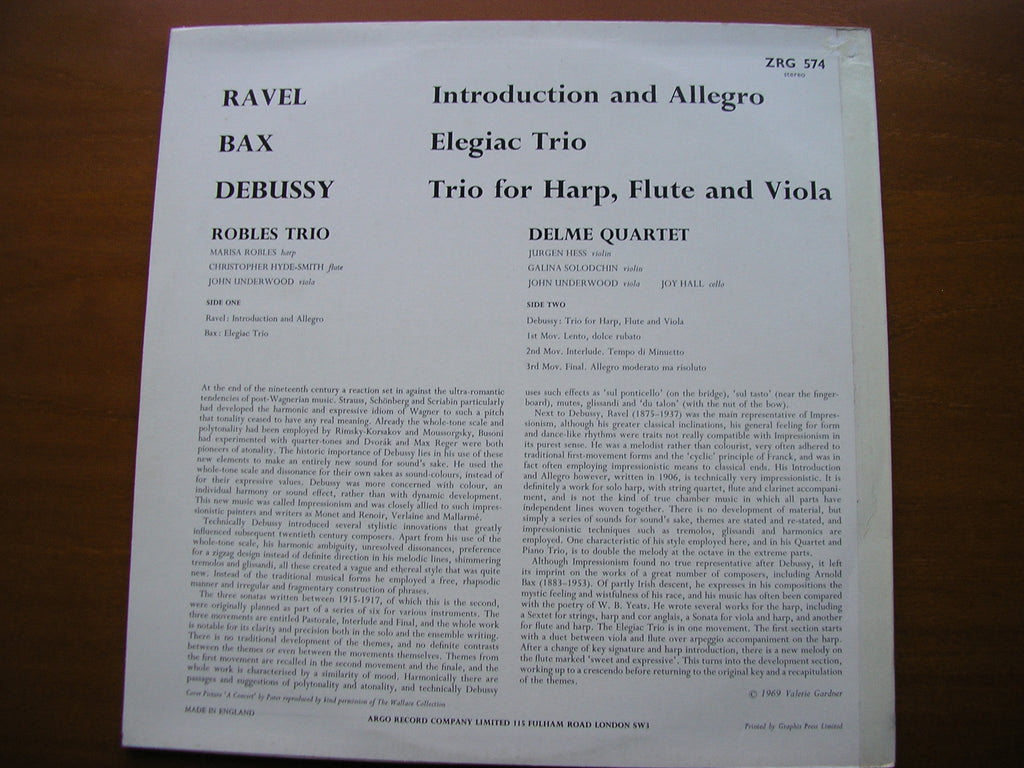 ZRG 574
stereo
RAVEL Introduction and Allegro
BAX Elegiac Trio
DEBUSSY Trio for Harp, Flute and Viola
ROBLES TRIO
MARISA ROBLES harp
CHRISTOPHER HYDE-SMITH flute
JOHN UNDERWOOD viola
SIDE ONE
Ravel: Introduction and Allegro
Bax: Elegiac Trio
DELME QUARTET
JURGEN HESS violin
GALINA SOLODCHIN violin
JOHN UNDERWOOD viola JOY HALL cello
SIDE TWO
Debussy: Trio for Harp, Flute and Viola
1st Mov. Lento, dolce rubato
2nd Mov. Interlude. Tempo di Minuetto
3rd Mov. Final. Allegro moderato ma risoluto
At the end of the nineteenth century a reaction set in against the ultra-romantic
tendencies of post-Wagnerian music. Strauss, Schönberg and Scriabin particularly
had developed the harmonic and expressive idiom of Wagner to such a pitch
that tonality ceased to have any real meaning. Already the whole-tone scale and
polytonality had been employed by Rimsky-Korsakov and Moussorgsky, Busoni
had experimented with quarter-tones and Dvorák and Max Reger were both
pioneers of atonality. The historic importance of Debussy lies in his use of these
new elements to make an entirely new sound for sound's sake. He used the
whole-tone scale and dissonance for their own sakes as sound-colours, instead of
for their expressive values. Debussy was more concerned with colour, an
individual harmony or sound effect, rather than with dynamic development.
This new music was called Impressionism and was closely allied to such impres-
sionistic painters and writers as Monet and Renoir, Verlaine and Mallarmé.
Technically Debussy introduced several stylistic innovations that greatly
influenced subsequent twentieth century composers. Apart from his use of the
whole-tone scale, his harmonic ambiguity, unresolved dissonances, preference
for a zigzag design instead of definite direction in his melodic lines, shimmering
tremolos and glissandi, all these created a vague and ethereal style that was quite
new. Instead of the traditional musical forms he employed a free, rhapsodic
manner and irregular and fragmentary construction of phrases.
The three sonatas written between 1915-1917, of which this is the second,
were originally planned as part of a series of six for various instruments. The
three movements are entitled Pastorale, Interlude and Final, and the whole work
is notable for its clarity and precision both in the solo and the ensemble writing.
There is no traditional development of the themes, and no definite contrasts
between the themes or even between the movements themselves. Themes from
the first movement are recalled in the second movement and the finale, and the
whole work is characterised by a similarity of mood. Harmonically there are
passages and suggestions of polytonality and atonality, and technically Debussy
uses such effects as 'sul ponticello' (on the bridge), 'sul tasto' (near the finger-
board), mutes, glissandi and 'du talon' (with the nut of the bow).
Next to Debussy, Ravel (1875-1937) was the main representative of Impres-
sionism, although his greater classical inclinations, his general feeling for form
and dance-like rhythms were traits not really compatible with Impressionism in
its purest sense. He was a melodist rather than colourist, very often adhered to
traditional first-movement forms and the 'cyclic' principle of Franck, and was in
fact often employing impressionistic means to classical ends. His Introduction
and Allegro however, written in 1906, is technically very impressionistic. It is
definitely a work for solo harp, with string quartet, flute and clarinet accompani-
ment, and is not the kind of true chamber music in which all parts have
independent lines woven together. There is no development of material, but
simply a series of sounds for sound's sake, themes are stated and re-stated, and
impressionistic techniques such as tremolos, glissandi and harmonics are
employed. One characteristic of his style employed here, and in his Quartet and
Piano Trio, is to double the melody at the octave in the extreme parts.
Although Impressionism found no true representative after Debussy, it left
its imprint on the works of a great number of composers, including Arnold
Bax (1883-1953). Of partly Irish descent, he expresses in his compositions the
mystic feeling and wistfulness of his race, and his music has often been compared
with the poetry of W. B. Yeats. He wrote several works for the harp, including
a Sextet for strings, harp and cor anglais, a Sonata for viola and harp, and another
for flute and harp. The Elegiac Trio is in one movement. The first section starts
with a duet between viola and flute over arpeggio accompaniment on the harp.
After a change of key signature and harp introduction, there is a new melody on
the flute marked 'sweet and expressive'. This turns into the development section,
working up to a crescendo before returning to the original key and a recapitulation
of the themes.
© 1969 Valerie Gardner
Cover Picture 'A Concert' by Pater reproduced by kind permission of The Wallace Collection
MADE IN ENGLAND
ARGO RECORD COMPANY LIMITED 115 FULHAM ROAD LONDON SW3
Printed by Graphis Press Limited